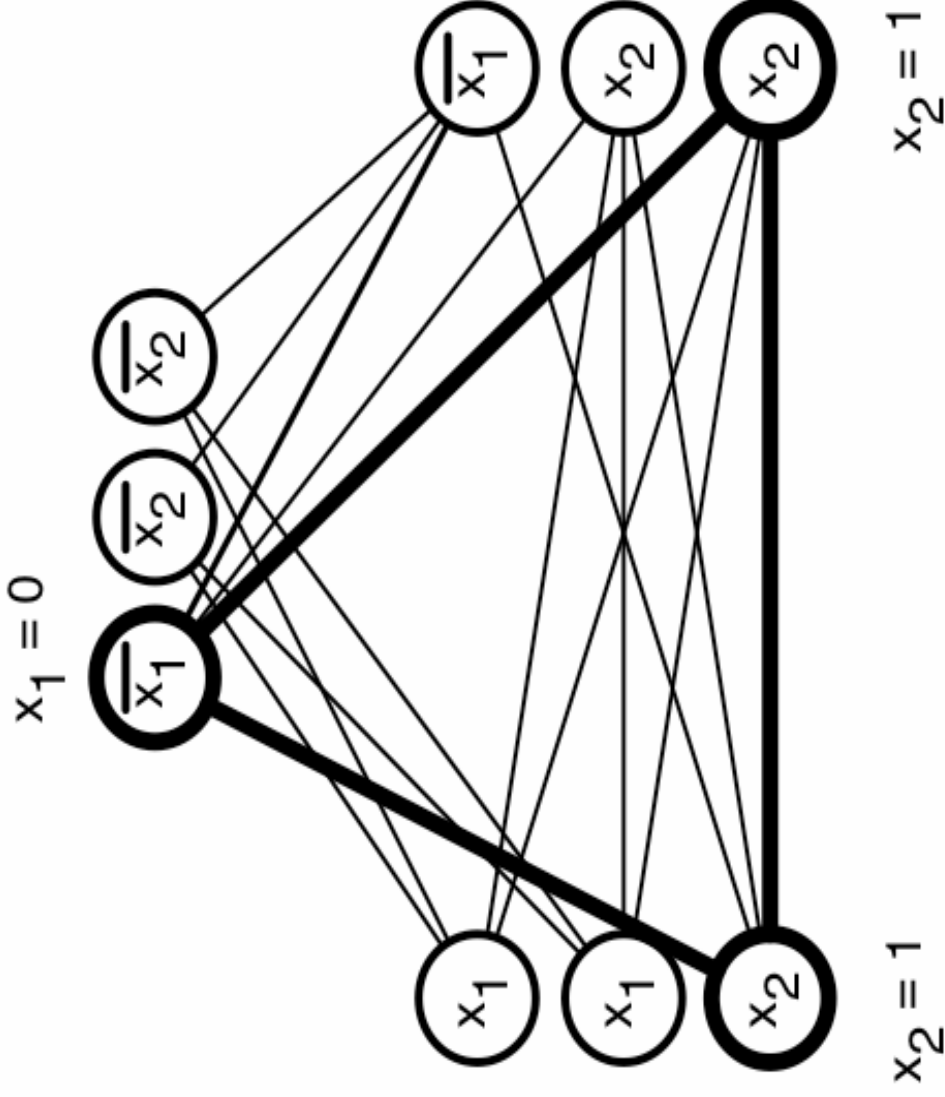 x₁ = 0
x̅₁ x̅₂ x̅₂
x₁ x̅₁
x₁ x₂
x₂ x₂
x₂ = 1 x₂ = 1